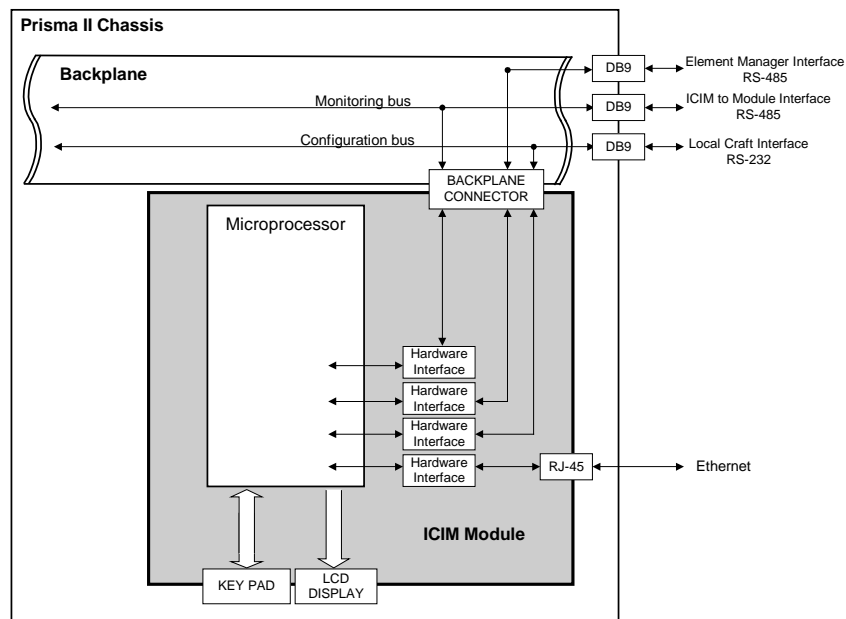 Prisma II Chassis
Backplane
DB9
Element Manager Interface
RS-485
Monitoring bus
DB9
ICIM to Module Interface
RS-485
Configuration bus
DB9
Local Craft Interface
RS-232
BACKPLANE
CONNECTOR
Microprocessor
Hardware
Interface
Hardware
Interface
Hardware
Interface
Hardware
Interface
RJ-45
Ethernet
ICIM Module
KEY PAD
LCD
DISPLAY